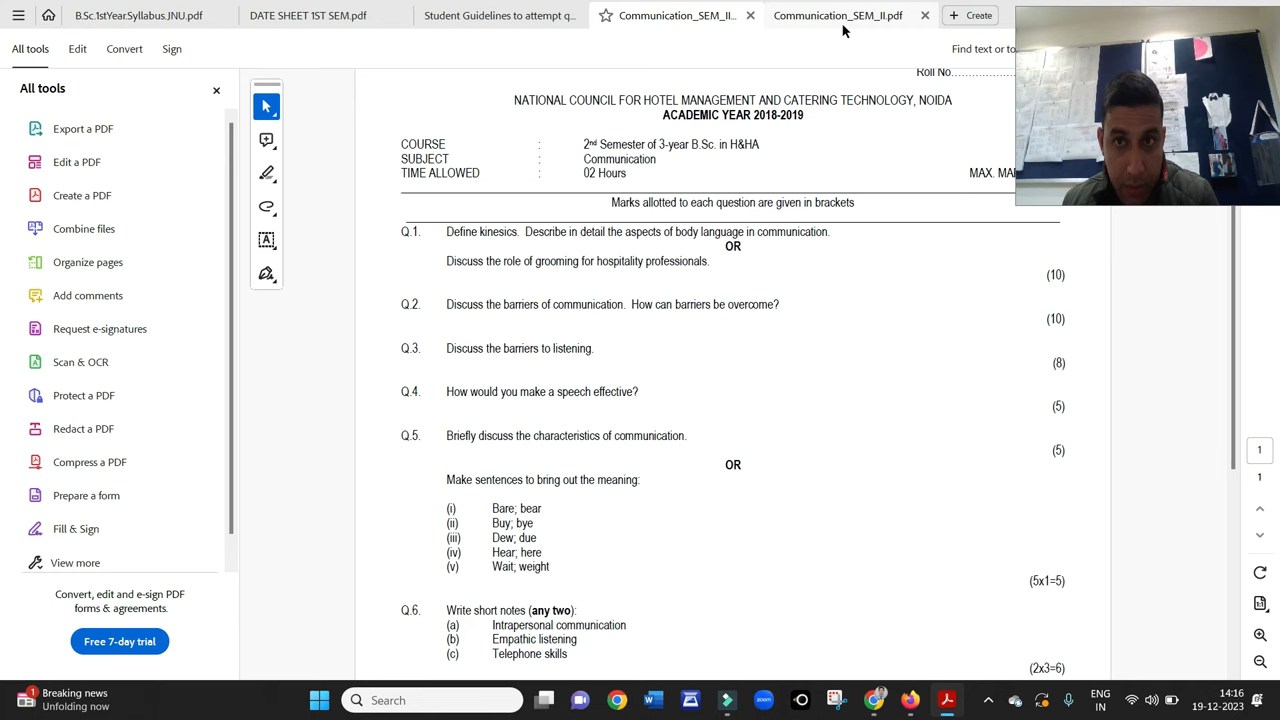 B.Sc.1stYear.Syllabus.JNU.pdf
DATE SHEET 1ST SEM.pdf
Student Guidelines to attempt q...
Communication_SEM_II...
Communication_SEM_II.pdf
Create
All tools
Edit
Convert
Sign
Find text or to
All tools
Export a PDF
Edit a PDF
Create a PDF
Combine files
Organize pages
Add comments
Request e-signatures
Scan & OCR
Protect a PDF
Redact a PDF
Compress a PDF
Prepare a form
Fill & Sign
View more
Convert, edit and e-sign PDF
forms & agreements.
Free 7-day trial
Roll No
NATIONAL COUNCIL FOR HOTEL MANAGEMENT AND CATERING TECHNOLOGY, NOIDA
ACADEMIC YEAR 2018-2019
COURSE : 2nd Semester of 3-year B.Sc. in H&HA
SUBJECT : Communication
TIME ALLOWED : 02 Hours MAX.
Marks allotted to each question are given in brackets
Q.1. Define kinesics. Describe in detail the aspects of body language in communication.
OR
Discuss the role of grooming for hospitality professionals.
(10)
Q.2. Discuss the barriers of communication. How can barriers be overcome?
(10)
Q.3. Discuss the barriers to listening.
(8)
Q.4. How would you make a speech effective?
(5)
Q.5. Briefly discuss the characteristics of communication.
(5)
OR
Make sentences to bring out the meaning:
(i) Bare; bear
(ii) Buy; bye
(iii) Dew; due
(iv) Hear; here
(v) Wait; weight
(5x1=5)
Q.6. Write short notes (any two):
(a) Intrapersonal communication
(b) Empathic listening
(c) Telephone skills
(2x3=6)
1
1
1
Breaking news
Unfolding now
Search
ENG
IN
14:16
19-12-2023